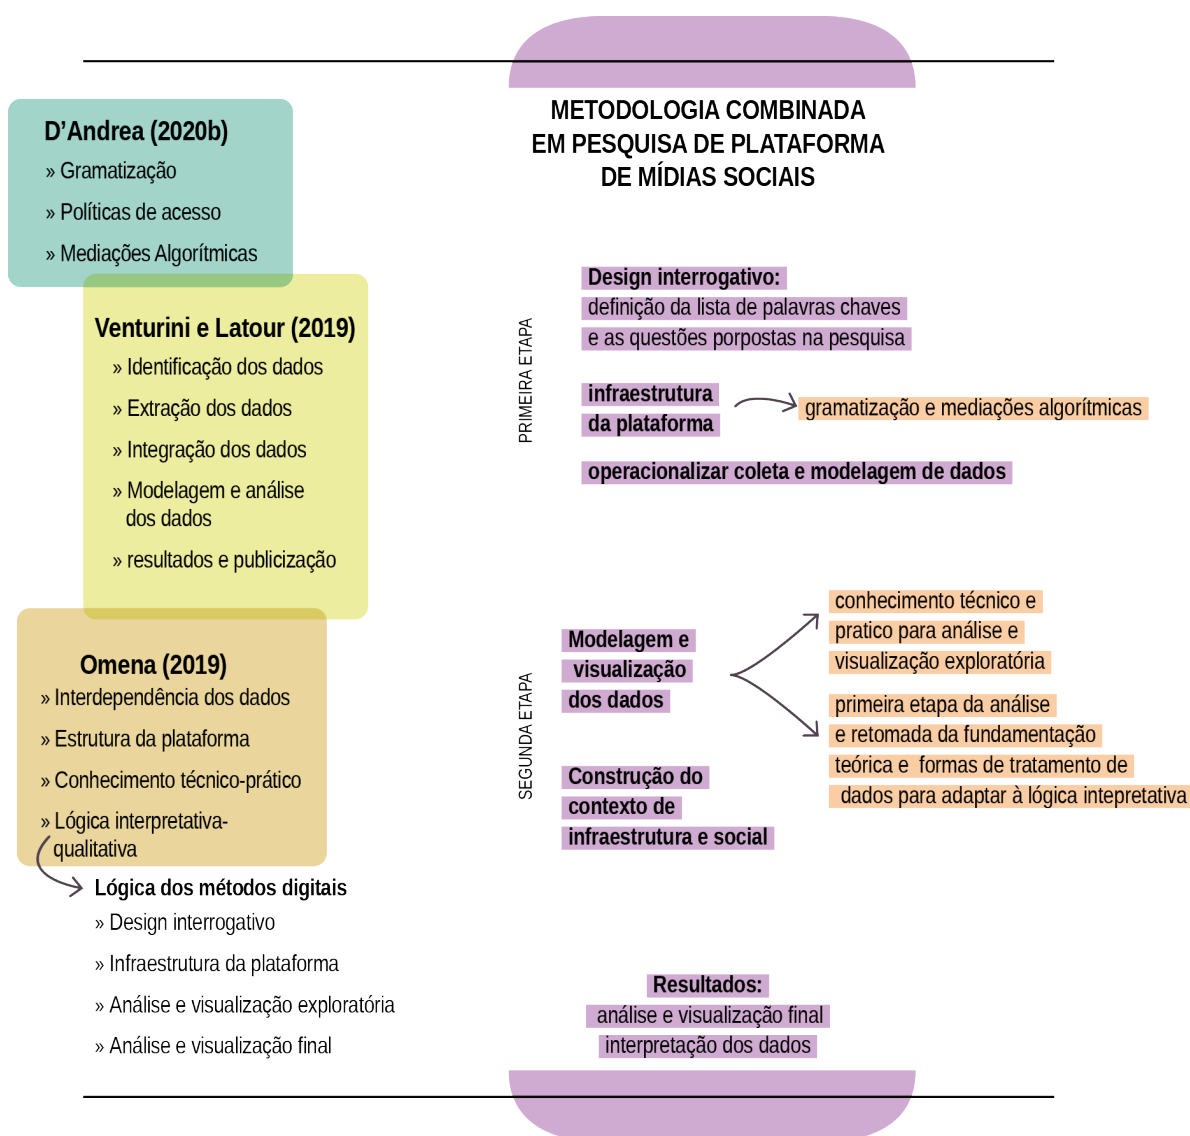 D’Andrea (2020b)
» Gramatização
» Políticas de acesso
» Mediações Algorítmicas
Venturini e Latour (2019)
» Identificação dos dados
» Extração dos dados
» Integração dos dados
» Modelagem e análise
dos dados
» resultados e publicização
Omena (2019)
» Interdependência dos dados
» Estrutura da plataforma
» Conhecimento técnico-prático
» Lógica interpretativa-
qualitativa
Lógica dos métodos digitais
» Design interrogativo
» Infraestrutura da plataforma
» Análise e visualização exploratória
» Análise e visualização final
METODOLOGIA COMBINADA
EM PESQUISA DE PLATAFORMA
DE MÍDIAS SOCIAIS
PRIMEIRA ETAPA
Design interrogativo:
definição da lista de palavras chaves
e as questões porpostas na pesquisa
infraestrutura
da plataforma
gramatização e mediações algorítmicas
operacionalizar coleta e modelagem de dados
SEGUNDA ETAPA
Modelagem e
visualização
dos dados
conhecimento técnico e
pratico para análise e
visualização exploratória
primeira etapa da análise
e retomada da fundamentação
teórica e formas de tratamento de
dados para adaptar à lógica intepretativa
Construção do
contexto de
infraestrutura e social
Resultados:
análise e visualização final
interpretação dos dados